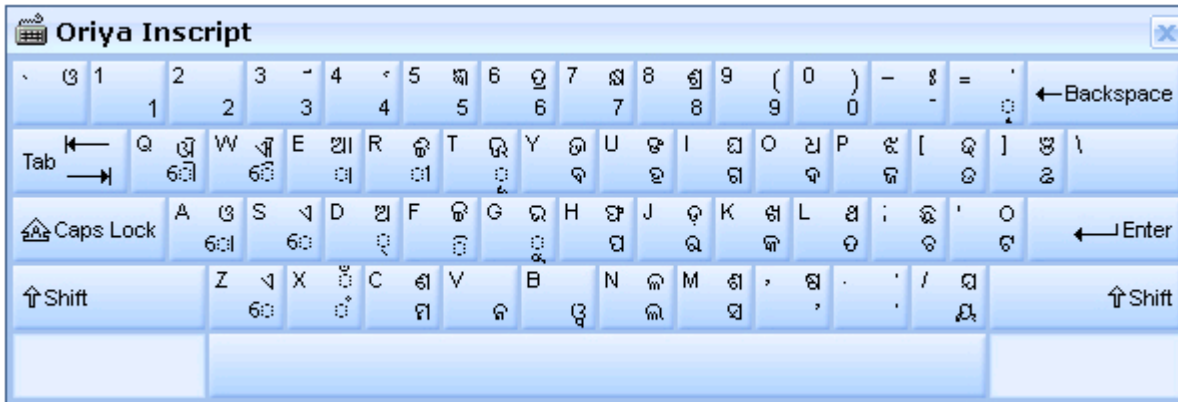 Oriya Inscript
` ଓ 1 2 3 4 5 6 ତ୍ର 7 କ୍ଷ 8 ଶ୍ର 9 ( 0 ) – ଃ = ' ←Backspace
1 2 3 4 5 6 7 8 9 0 - ୃ
Tab Q ଔ W ଐ E ଆ R ଈ T ଊ Y ଭ U ଙ I ଘ O ଧ P ଝ [ ଢ ] ଞ \
ୌ ୈ ା ୀ ୂ ବ ହ ଗ ଦ ଜ ଡ
Caps Lock A ଓ S ଏ D ଅ F ଇ G ଉ H ଫ J ଡ଼ K ଖ L ଥ ; ଛ ' ଠ Enter
ୋ େ ୍ ି ୁ ପ ର କ ତ ଚ ଟ
Shift Z ଏ X ଁ C ଣ V B N ଳ M ଶ , ଷ . ' / ୟ Shift
େ ଂ ମ ନ ୱ ଲ ସ , .